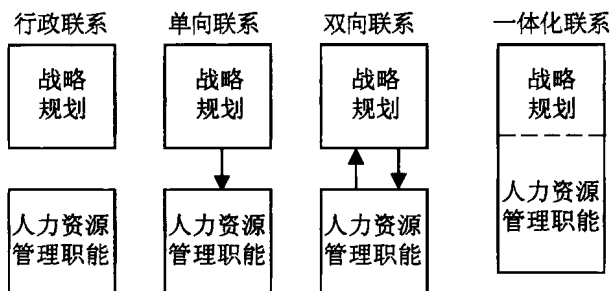 行政联系 单向联系 双向联系 一体化联系
战略 战略 战略 战略
规划 规划 规划 规划
人力资源 人力资源 人力资源 人力资源
管理职能 管理职能 管理职能 管理职能